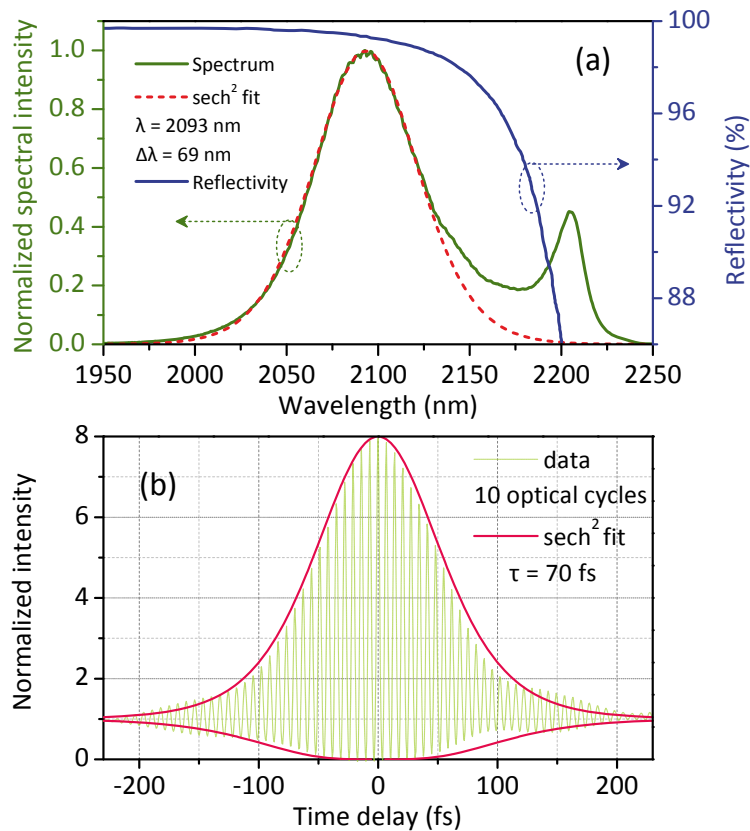 (a)
Normalized spectral intensity
1.0
0.8
0.6
0.4
0.2
0.0
Spectrum
sech² fit
λ = 2093 nm
Δλ = 69 nm
Reflectivity
100
96
92
88
Reflectivity (%)
1950 2000 2050 2100 2150 2200 2250
Wavelength (nm)
(b)
Normalized intensity
8
6
4
2
0
data
10 optical cycles
sech² fit
τ = 70 fs
-200 -100 0 100 200
Time delay (fs)